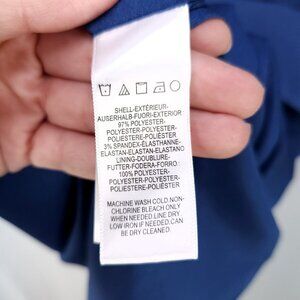 SHELL-EXTÉRIEUR-
AUSSERHALB-FUORI-EXTERIOR
97% POLYESTER-
POLYESTER-POLYESTER-
POLIESTERE-POLIÉSTER
3% SPANDEX-ÉLASTHANNE-
ELASTAN-ELASTAN-ELASTANO
LINING-DOUBLURE-
FUTTER-FODERA-FORRO:
100% POLYESTER-
POLYESTER-POLYESTER-
POLIESTERE-POLIÉSTER
MACHINE WASH COLD.NON-
CHLORINE BLEACH ONLY
WHEN NEEDED.LINE DRY
LOW IRON IF NEEDED.CAN
BE DRY CLEANED.